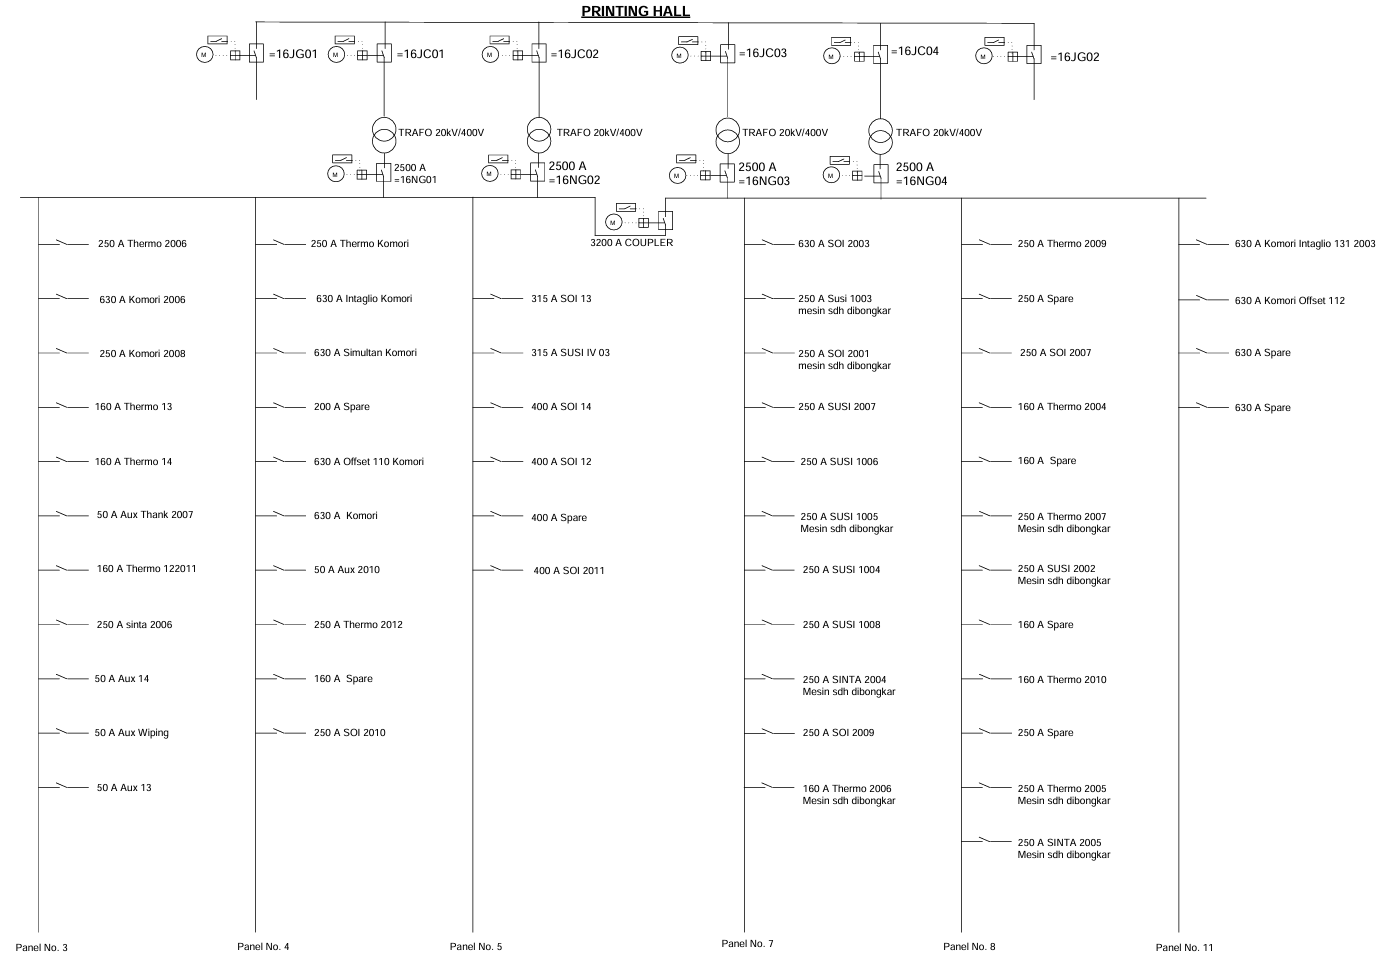 PRINTING HALL
M =16JG01
M =16JC01
M =16JC02
M =16JC03
M =16JC04
M =16JG02
TRAFO 20kV/400V
TRAFO 20kV/400V
TRAFO 20kV/400V
TRAFO 20kV/400V
M 2500 A
=16NG01
M 2500 A
=16NG02
M 2500 A
=16NG03
M 2500 A
=16NG04
M
3200 A COUPLER
250 A Thermo 2006
630 A Komori 2006
250 A Komori 2008
160 A Thermo 13
160 A Thermo 14
50 A Aux Thank 2007
160 A Thermo 122011
250 A sinta 2006
50 A Aux 14
50 A Aux Wiping
50 A Aux 13
Panel No. 3
250 A Thermo Komori
630 A Intaglio Komori
630 A Simultan Komori
200 A Spare
630 A Offset 110 Komori
630 A  Komori
50 A Aux 2010
250 A Thermo 2012
160 A  Spare
250 A SOI 2010
Panel No. 4
315 A SOI 13
315 A SUSI IV 03
400 A SOI 14
400 A SOI 12
400 A Spare
400 A SOI 2011
Panel No. 5
630 A SOI 2003
250 A Susi 1003
mesin sdh dibongkar
250 A SOI 2001
mesin sdh dibongkar
250 A SUSI 2007
250 A SUSI 1006
250 A SUSI 1005
Mesin sdh dibongkar
250 A SUSI 1004
250 A SUSI 1008
250 A SINTA 2004
Mesin sdh dibongkar
250 A SOI 2009
160 A Thermo 2006
Mesin sdh dibongkar
Panel No. 7
250 A Thermo 2009
250 A Spare
250 A SOI 2007
160 A Thermo 2004
160 A  Spare
250 A Thermo 2007
Mesin sdh dibongkar
250 A SUSI 2002
Mesin sdh dibongkar
160 A Spare
160 A Thermo 2010
250 A Spare
250 A Thermo 2005
Mesin sdh dibongkar
250 A SINTA 2005
Mesin sdh dibongkar
Panel No. 8
630 A Komori Intaglio 131 2003
630 A Komori Offset 112
630 A Spare
630 A Spare
Panel No. 11